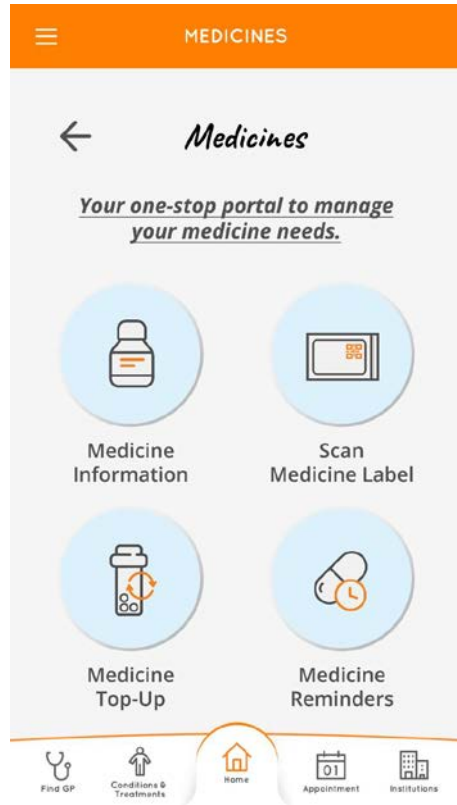 MEDICINES
Medicines
Your one-stop portal to manage
your medicine needs.
Medicine
Information
Scan
Medicine Label
Medicine
Top-Up
Medicine
Reminders
Find GP
Conditions &
Treatments
Home
01
Appointment
Institutions